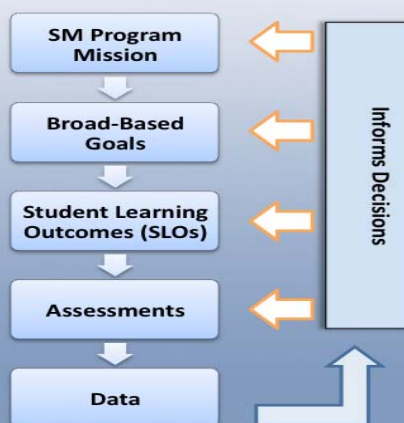 SM Program
Mission
Broad-Based
Goals
Student Learning
Outcomes (SLOs)
Assessments
Data
Informs Decisions